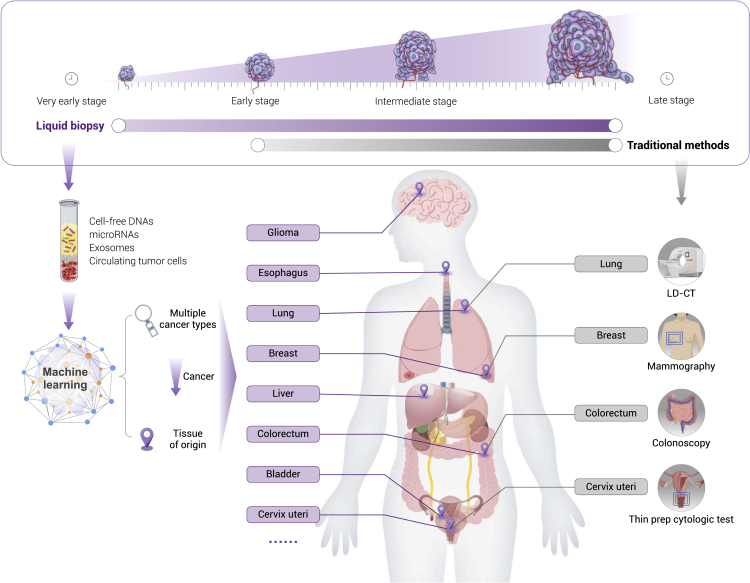 Very early stage
Early stage
Intermediate stage
Late stage
Liquid biopsy
Traditional methods
Cell-free DNAs
microRNAs
Exosomes
Circulating tumor cells
Machine
learning
Multiple
cancer types
Cancer
Tissue
of origin
Glioma
Esophagus
Lung
Breast
Liver
Colorectum
Bladder
Cervix uteri
......
Lung
LD-CT
Breast
Mammography
Colorectum
Colonoscopy
Cervix uteri
Thin prep cytologic test